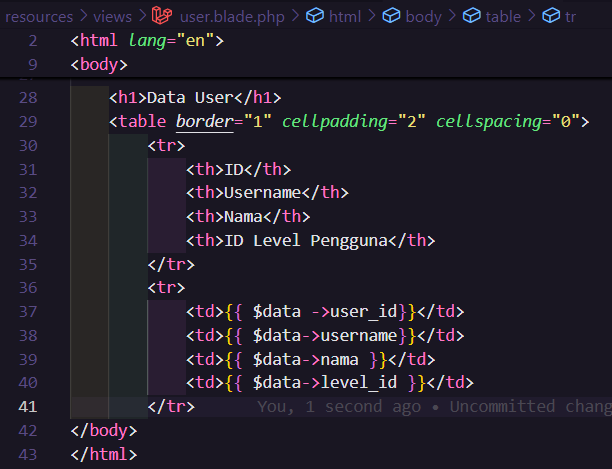 resources > views > user.blade.php > html > body > table > tr
2 <html lang="en">
9 <body>
28 <h1>Data User</h1>
29 <table border="1" cellpadding="2" cellspacing="0">
30 <tr>
31 <th>ID</th>
32 <th>Username</th>
33 <th>Nama</th>
34 <th>ID Level Pengguna</th>
35 </tr>
36 <tr>
37 <td>{{ $data ->user_id}}</td>
38 <td>{{ $data->username}}</td>
39 <td>{{ $data->nama }}</td>
40 <td>{{ $data->level_id }}</td>
41 </tr> You, 1 second ago • Uncommitted chang
42 </body>
43 </html>